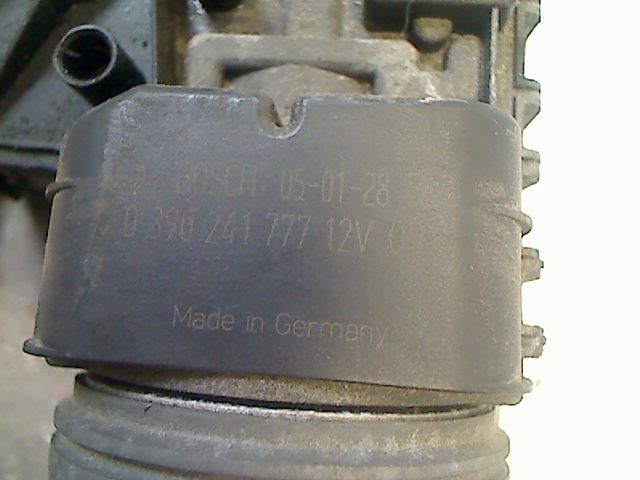 BOSCH 05-01-28
0 390 241 777 12V
Made in Germany